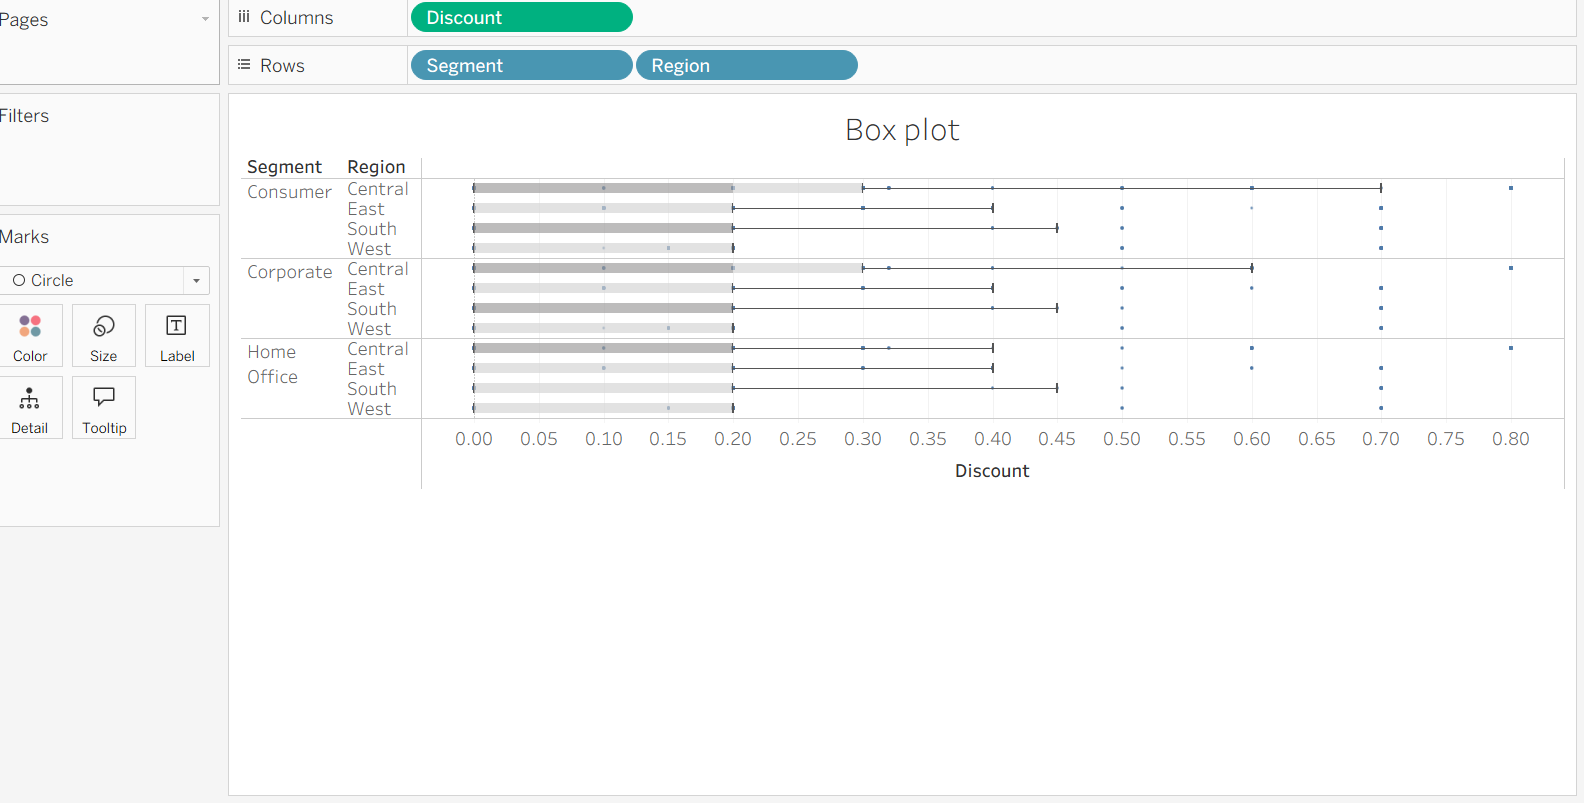 Pages
Columns
Discount
Rows
Segment
Region
Filters
Marks
Circle
Color
Size
Label
Detail
Tooltip
Box plot
Segment Region
Consumer Central
East
South
West
Corporate Central
East
South
West
Home Central
Office East
South
West
0.00 0.05 0.10 0.15 0.20 0.25 0.30 0.35 0.40 0.45 0.50 0.55 0.60 0.65 0.70 0.75 0.80
Discount